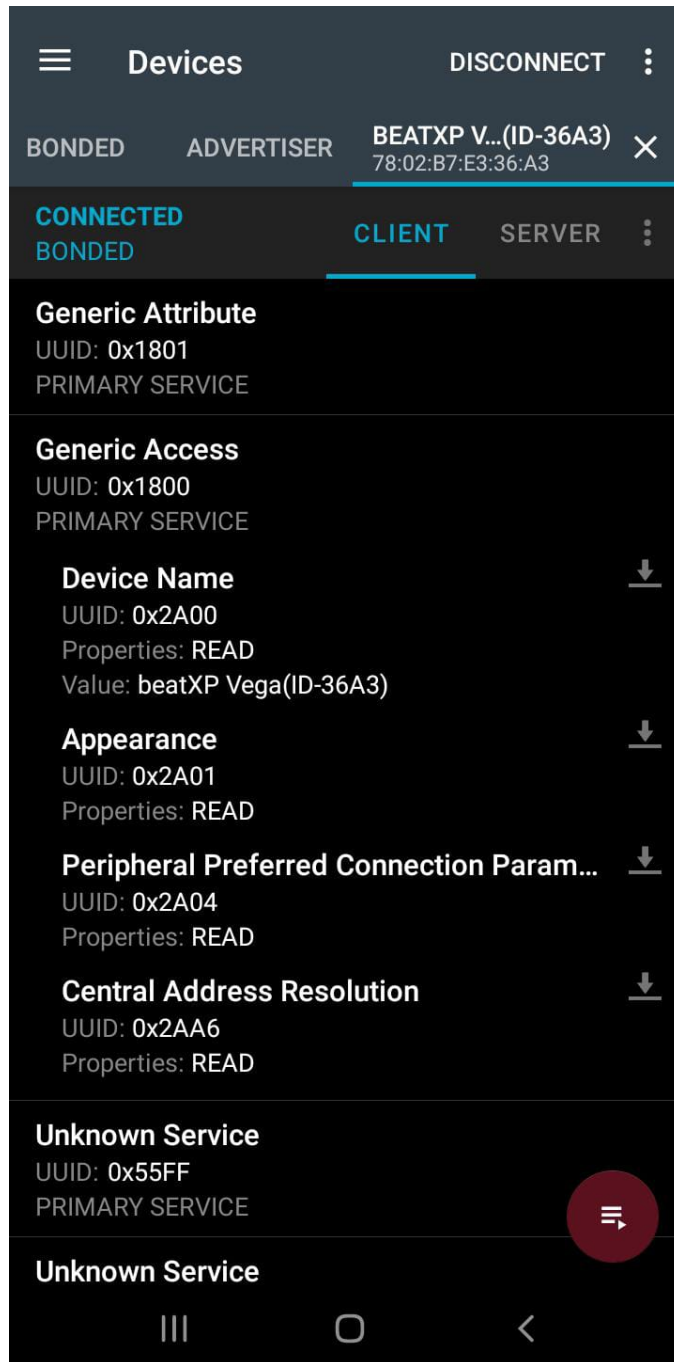 Devices
DISCONNECT
BONDED
ADVERTISER
BEATXP V...(ID-36A3)
78:02:B7:E3:36:A3
CONNECTED
BONDED
CLIENT
SERVER
Generic Attribute
UUID: 0x1801
PRIMARY SERVICE
Generic Access
UUID: 0x1800
PRIMARY SERVICE
Device Name
UUID: 0x2A00
Properties: READ
Value: beatXP Vega(ID-36A3)
Appearance
UUID: 0x2A01
Properties: READ
Peripheral Preferred Connection Param...
UUID: 0x2A04
Properties: READ
Central Address Resolution
UUID: 0x2AA6
Properties: READ
Unknown Service
UUID: 0x55FF
PRIMARY SERVICE
Unknown Service